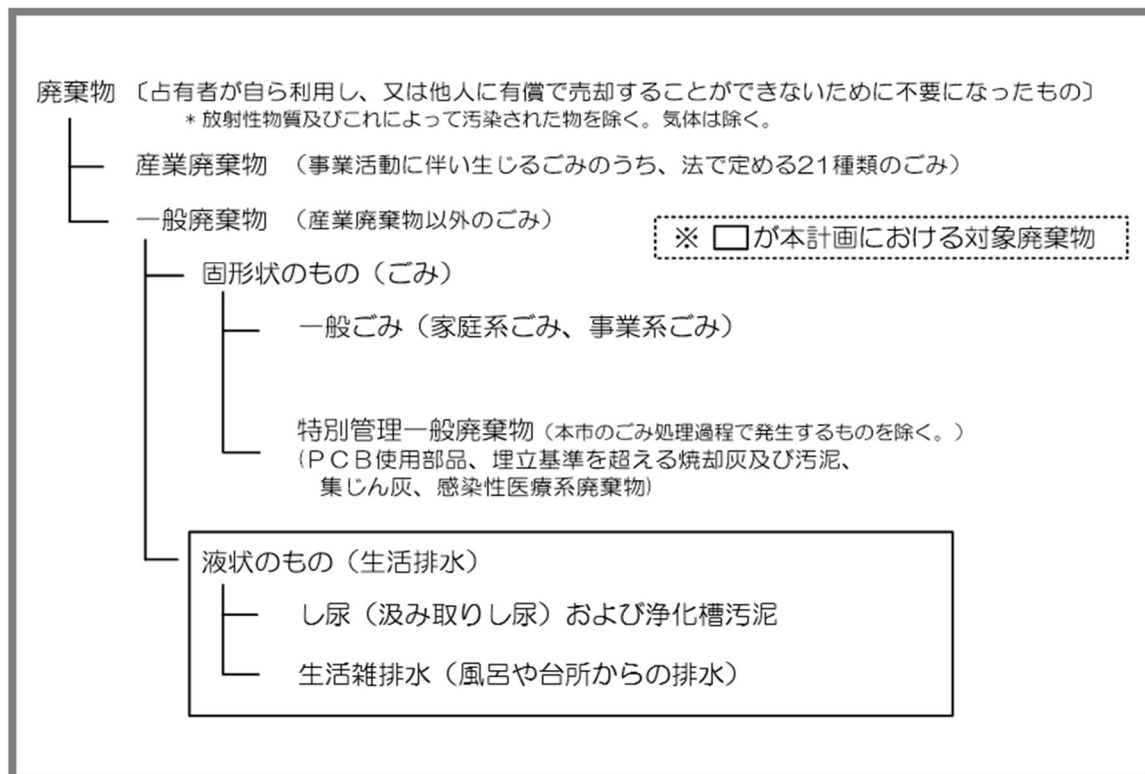 廃棄物 〔占有者が自ら利用し、又は他人に有償で売却することができないために不要になったもの〕
* 放射性物質及びこれによって汚染された物を除く。気体は除く。
産業廃棄物 （事業活動に伴い生じるごみのうち、法で定める21種類のごみ）
一般廃棄物 （産業廃棄物以外のごみ）
※ □が本計画における対象廃棄物
固形状のもの（ごみ）
一般ごみ（家庭系ごみ、事業系ごみ）
特別管理一般廃棄物（本市のごみ処理過程で発生するものを除く。）
(ＰＣＢ使用部品、埋立基準を超える焼却灰及び汚泥、
集じん灰、感染性医療系廃棄物)
液状のもの（生活排水）
し尿（汲み取りし尿）および浄化槽汚泥
生活雑排水（風呂や台所からの排水）